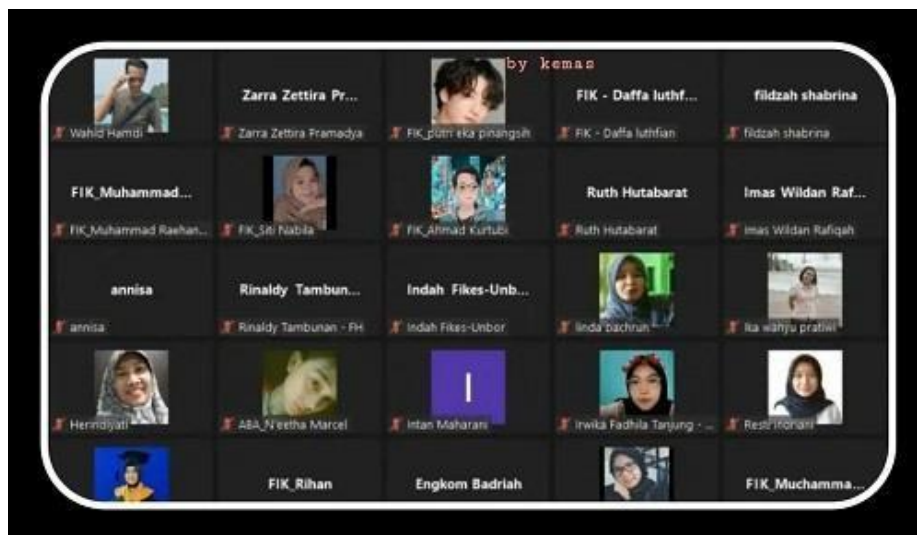 by kemas
Zarra Zettira Pr...
FIK - Daffa luthf...
fildzah shabrina
Wahid Hamdi
Zarra Zettira Pramadya
FIK_putri eka pinangsih
FIK - Daffa luthfian
fildzah shabrina
FIK_Muhammad...
Ruth Hutabarat
Imas Wildan Raf...
FIK_Muhammad Raehan...
FIK_Siti Nabila
FIK_Ahmad Kurtubi
Ruth Hutabarat
Imas Wildan Rafiqah
annisa
Rinaldy Tambun...
Indah Fikes-Unb...
annisa
Rinaldy Tambunan - FH
Indah Fikes-Unbor
linda bachrun
Ika wahyu pratiwi
I
Herindiyati
ABA_N'eetha Marcel
Intan Maharani
Irwika Fadhila Tanjung - ...
Resti Indriani
FIK_Rihan
Engkom Badriah
FIK_Muchamma...